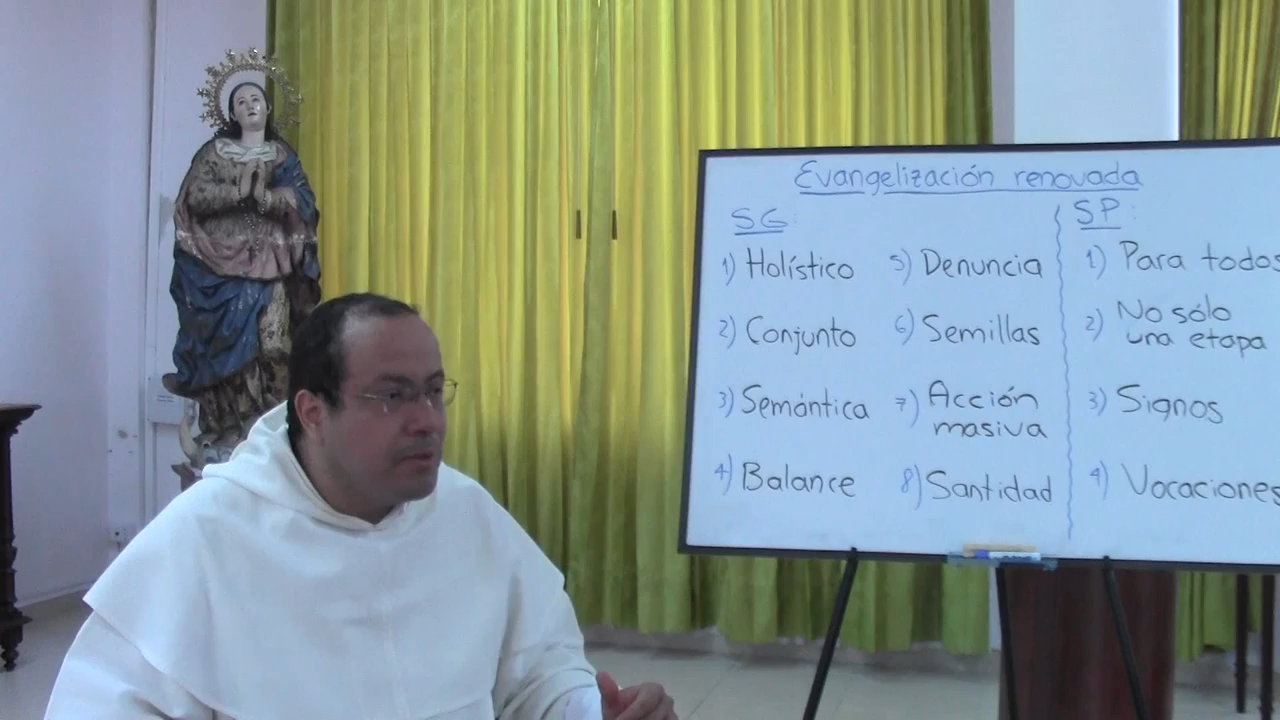 Evangelización renovada
SG:
1) Holístico
2) Conjunto
3) Semántica
4) Balance
5) Denuncia
6) Semillas
7) Acción
masiva
8) Santidad
SP:
1) Para todos
2) No sólo
una etapa
3) Signos
4) Vocaciones